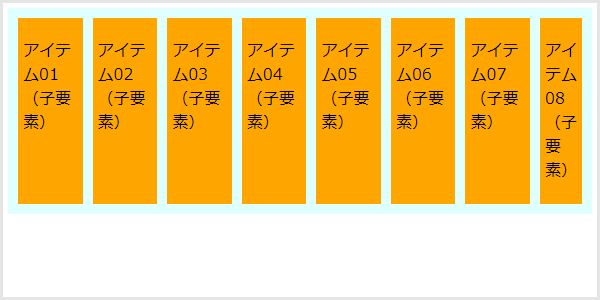 アイテ
ム01
（子要
素）
アイテ
ム02
（子要
素）
アイテ
ム03
（子要
素）
アイテ
ム04
（子要
素）
アイテ
ム05
（子要
素）
アイテ
ム06
（子要
素）
アイテ
ム07
（子要
素）
アイ
テム
08
（子
要
素）